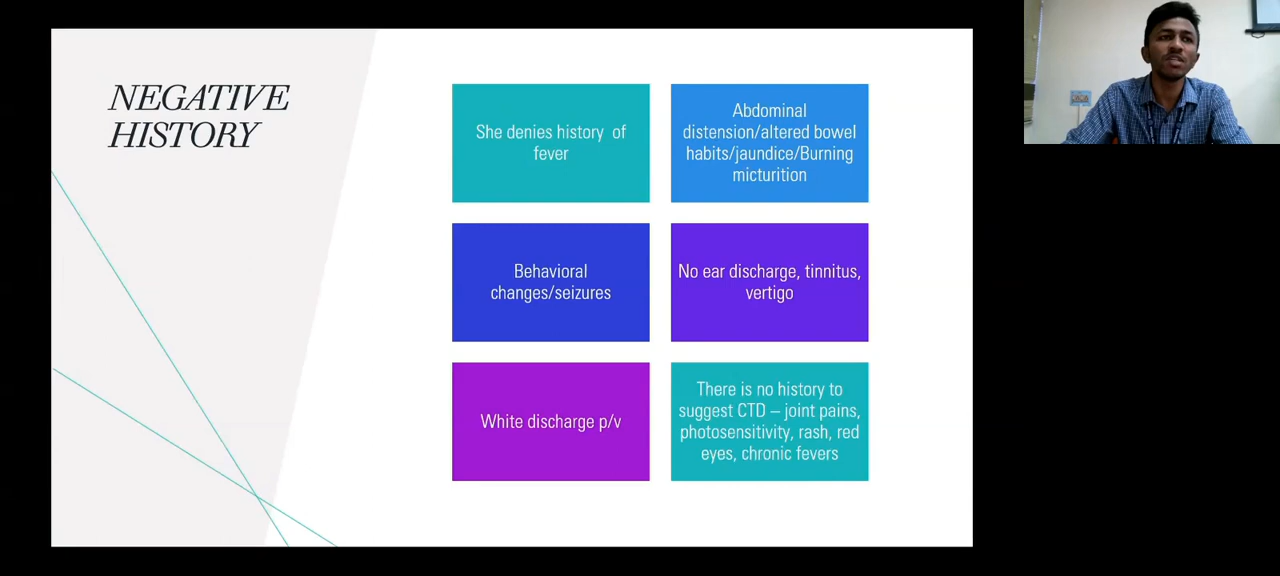 NEGATIVE
HISTORY
She denies history of
fever
Abdominal
distension/altered bowel
habits/jaundice/Burning
micturition
Behavioral
changes/seizures
No ear discharge, tinnitus,
vertigo
White discharge p/v
There is no history to
suggest CTD – joint pains,
photosensitivity, rash, red
eyes, chronic fevers